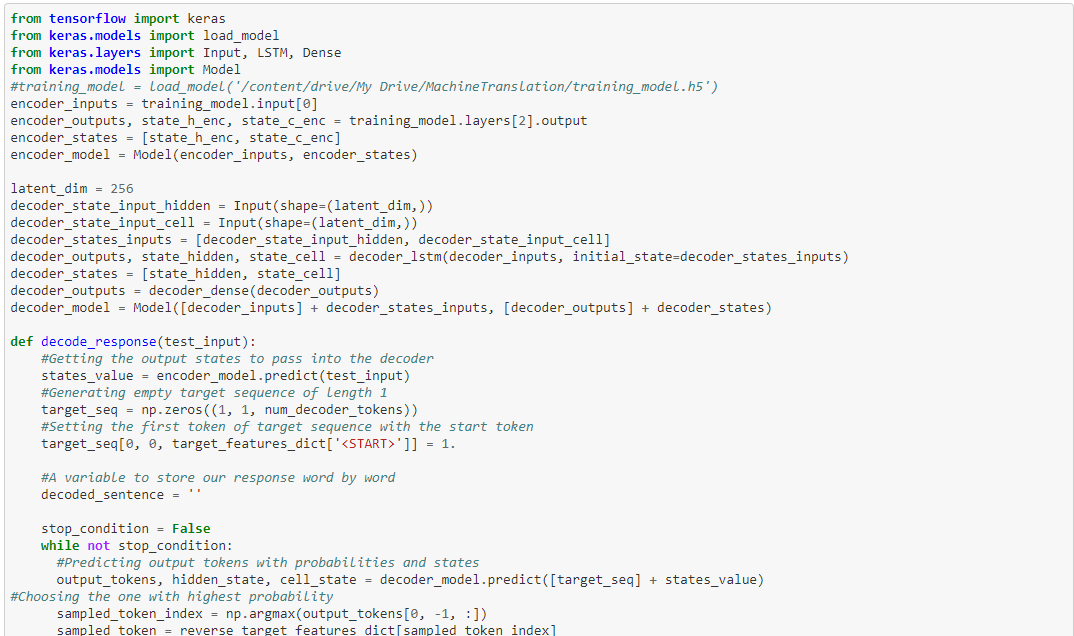 from tensorflow import keras
from keras.models import load_model
from keras.layers import Input, LSTM, Dense
from keras.models import Model
#training_model = load_model('/content/drive/My Drive/MachineTranslation/training_model.h5')
encoder_inputs = training_model.input[0]
encoder_outputs, state_h_enc, state_c_enc = training_model.layers[2].output
encoder_states = [state_h_enc, state_c_enc]
encoder_model = Model(encoder_inputs, encoder_states)

latent_dim = 256
decoder_state_input_hidden = Input(shape=(latent_dim,))
decoder_state_input_cell = Input(shape=(latent_dim,))
decoder_states_inputs = [decoder_state_input_hidden, decoder_state_input_cell]
decoder_outputs, state_hidden, state_cell = decoder_lstm(decoder_inputs, initial_state=decoder_states_inputs)
decoder_states = [state_hidden, state_cell]
decoder_outputs = decoder_dense(decoder_outputs)
decoder_model = Model([decoder_inputs] + decoder_states_inputs, [decoder_outputs] + decoder_states)

def decode_response(test_input):
    #Getting the output states to pass into the decoder
    states_value = encoder_model.predict(test_input)
    #Generating empty target sequence of length 1
    target_seq = np.zeros((1, 1, num_decoder_tokens))
    #Setting the first token of target sequence with the start token
    target_seq[0, 0, target_features_dict['<START>']] = 1.

    #A variable to store our response word by word
    decoded_sentence = ''

    stop_condition = False
    while not stop_condition:
      #Predicting output tokens with probabilities and states
      output_tokens, hidden_state, cell_state = decoder_model.predict([target_seq] + states_value)
#Choosing the one with highest probability
      sampled_token_index = np.argmax(output_tokens[0, -1, :])
      sampled_token = reverse_target_features_dict[sampled_token_index]